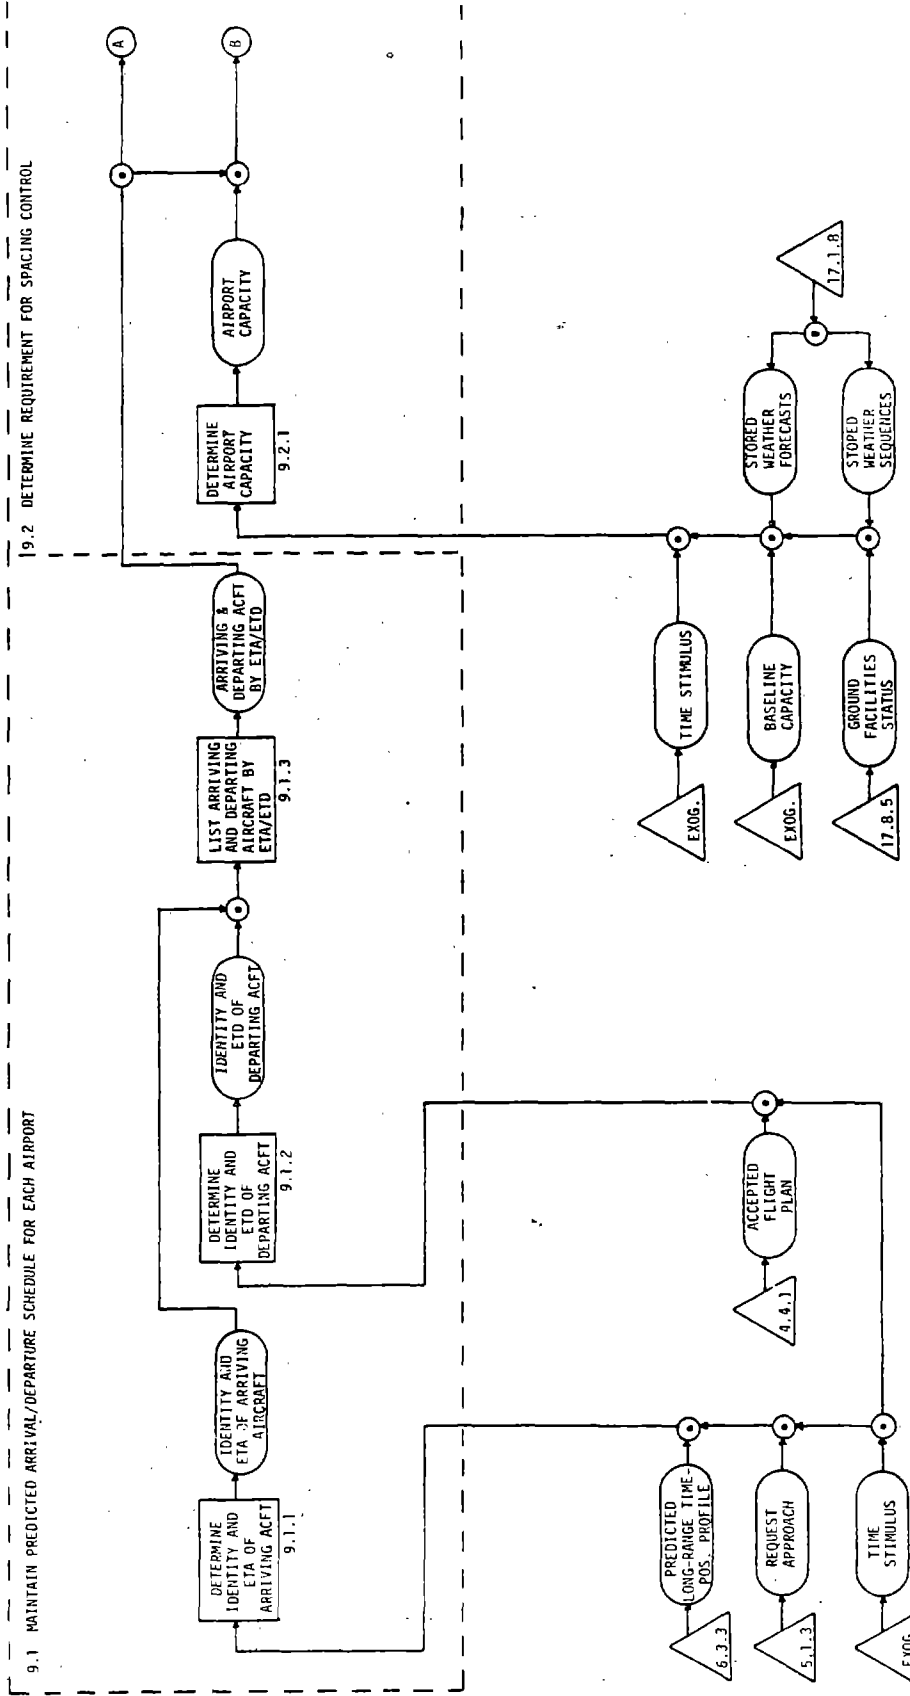 9.1 MAINTAIN PREDICTED ARRIVAL/DEPARTURE SCHEDULE FOR EACH AIRPORT
9.2 DETERMINE REQUIREMENT FOR SPACING CONTROL
DETERMINE
IDENTITY AND
ETA OF
ARRIVING ACFT
9.1.1
IDENTITY AND
ETA OF ARRIVING
AIRCRAFT
DETERMINE
IDENTITY AND
ETD OF
DEPARTING ACFT
9.1.2
IDENTITY AND
ETD OF
DEPARTING ACFT
LIST ARRIVING
AND DEPARTING
AIRCRAFT BY
ETA/ETD
9.1.3
ARRIVING &
DEPARTING ACFT
BY ETA/ETD
DETERMINE
AIRPORT
CAPACITY
9.2.1
AIRPORT
CAPACITY
A
B
6.3.3
PREDICTED
LONG-RANGE TIME-
POS. PROFILE
5.1.3
REQUEST
APPROACH
EXOG.
TIME
STIMULUS
4.4.1
ACCEPTED
FLIGHT
PLAN
EXOG.
TIME STIMULUS
EXOG.
BASELINE
CAPACITY
17.8.5
GROUND
FACILITIES
STATUS
STORED
WEATHER
FORECASTS
STOPED
WEATHER
SEQUENCES
17.1.8